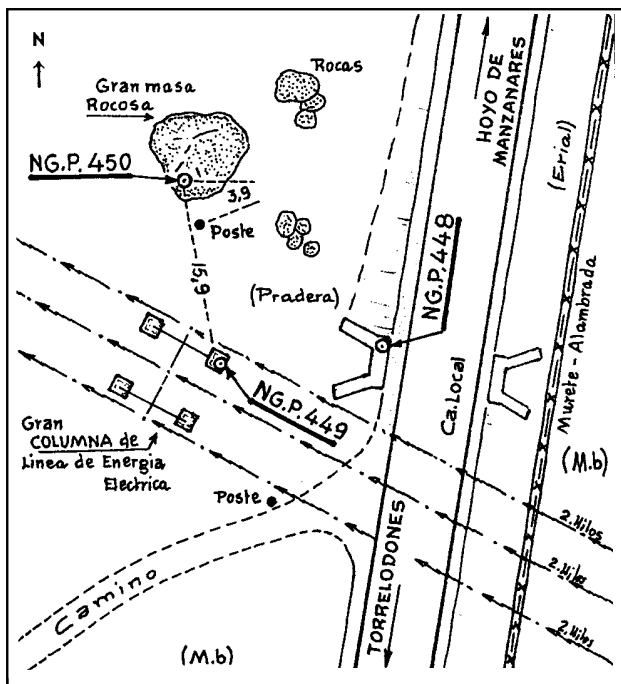 N
Gran masa
Rocosa
Rocas
NG.P. 450
3,9
Poste
15,9
(Pradera)
NG.P. 448
HOYO DE
MANZANARES
(Erial)
Murete - Alambrada
Ca. Local
NG.P. 449
Gran
COLUMNA de
Linea de Energia
Electrica
Poste
(M.b)
2.Hilos
2.Hilos
2.Hilos
TORRELODONES
Camino
(M.b)